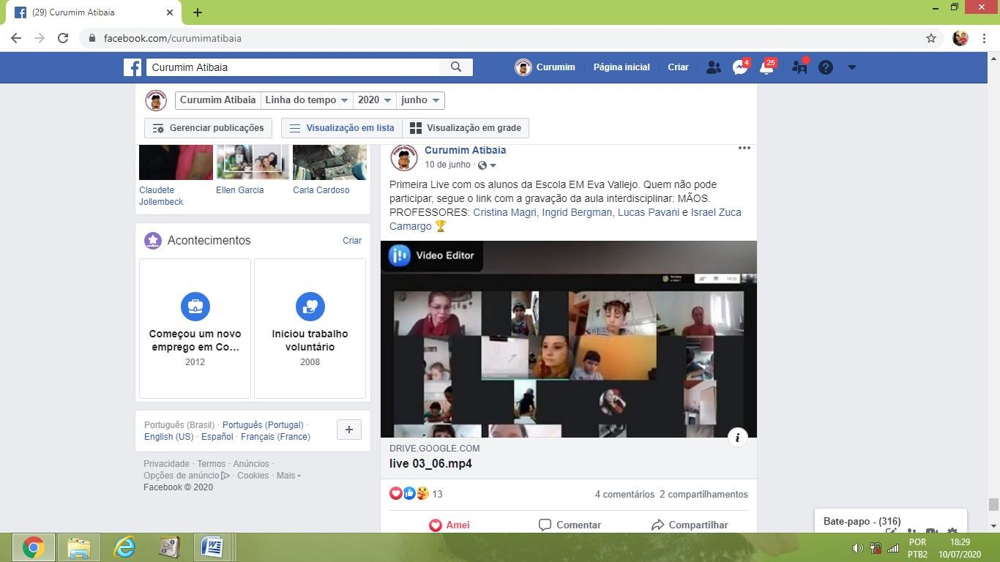 (29) Curumim Atibaia
facebook.com/curumimatibaia
Curumim Atibaia
Curumim
Página inicial
Criar
4
25
Curumim Atibaia
Linha do tempo
2020
junho
Gerenciar publicações
Visualização em lista
Visualização em grade
Claudete Jollembeck
Ellen Garcia
Carla Cardoso
Acontecimentos
Criar
Começou um novo
emprego em Co...
2012
Iniciou trabalho
voluntário
2008
Português (Brasil) · Português (Portugal) ·
English (US) · Español · Français (France)
Privacidade · Termos · Anúncios ·
Opções de anúncio · Cookies · Mais
Facebook © 2020
Curumim Atibaia
10 de junho ·
Primeira Live com os alunos da Escola EM Eva Vallejo. Quem não pode
participar, segue o link com a gravação da aula interdisciplinar: MÃOS.
PROFESSORES: Cristina Magri, Ingrid Bergman, Lucas Pavani e Israel Zuca
Camargo 🏆
Video Editor
DRIVE.GOOGLE.COM
live 03_06.mp4
13
4 comentários 2 compartilhamentos
Amei
Comentar
Compartilhar
Bate-papo - (316)
POR
PTB2
18:29
10/07/2020